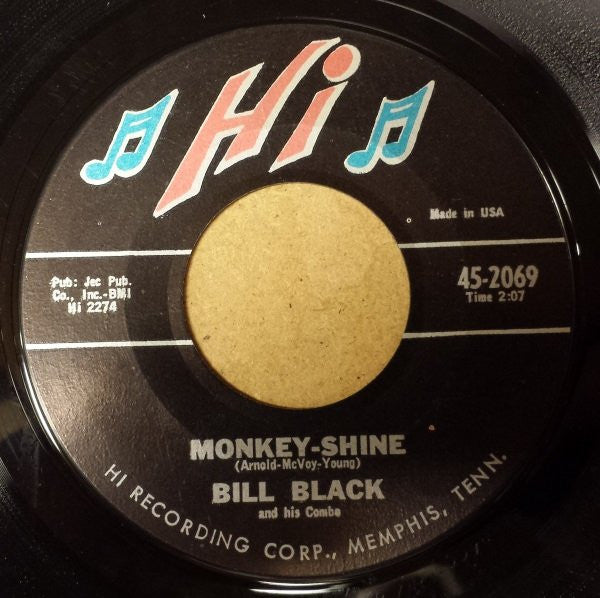 Hi
Made in USA
Pub: Jec Pub.
Co., Inc.-BMI
Hi 2274
45-2069
Time 2:07
MONKEY-SHINE
(Arnold-McVoy-Young)
BILL BLACK
and his Combo
HI RECORDING CORP., MEMPHIS, TENN.